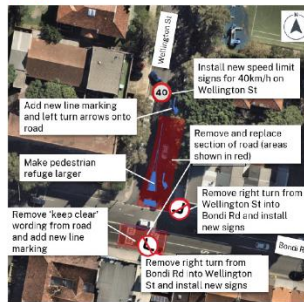 Wellington St
Install new speed limit
signs for 40km/h on
Wellington St
40
Add new line marking
and left turn arrows onto
road
Remove and replace
section of road (areas
shown in red)
Make pedestrian
refuge larger
Remove right turn from
Wellington St into
Bondi Rd and install
new signs
Remove 'keep clear'
wording from road
and add new line
marking
Bondi R
Remove right turn from
Bondi Rd into Wellington
St and install new signs